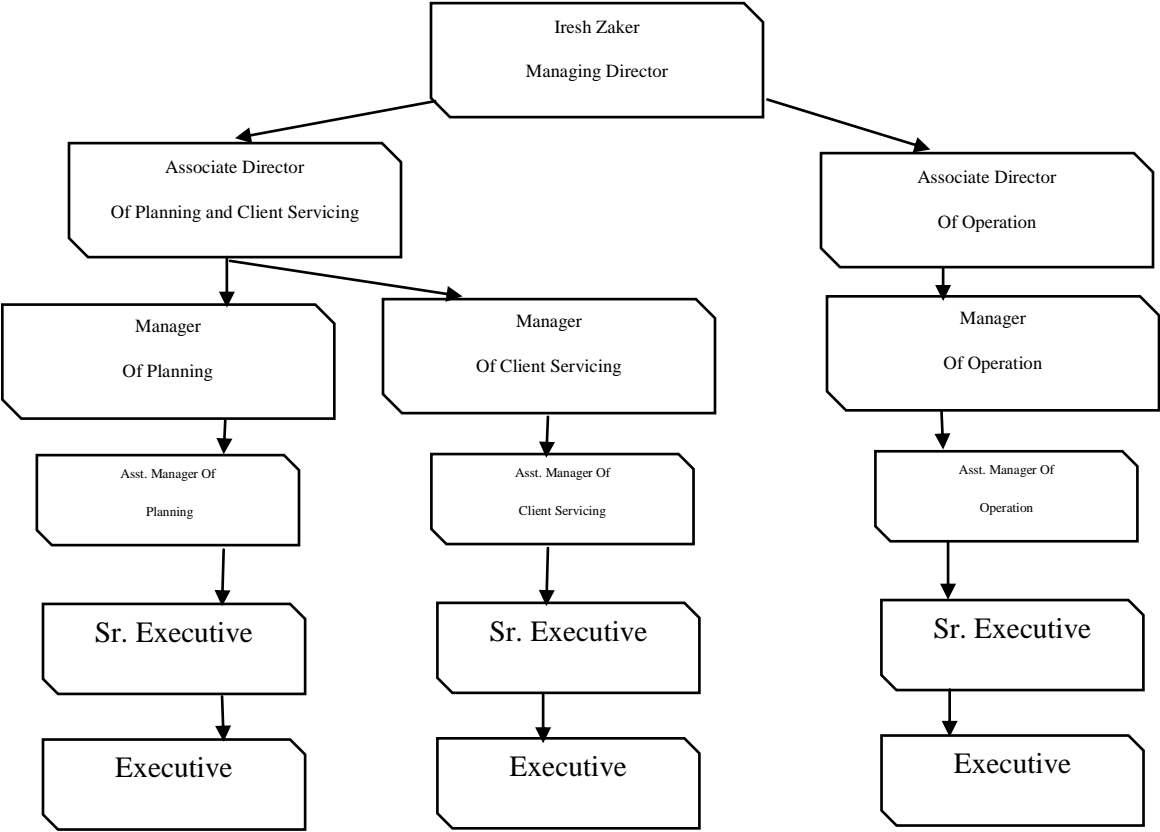 Iresh Zaker
Managing Director
Associate Director
Of Planning and Client Servicing
Associate Director
Of Operation
Manager
Of Planning
Manager
Of Client Servicing
Manager
Of Operation
Asst. Manager Of
Planning
Asst. Manager Of
Client Servicing
Asst. Manager Of
Operation
Sr. Executive
Sr. Executive
Sr. Executive
Executive
Executive
Executive